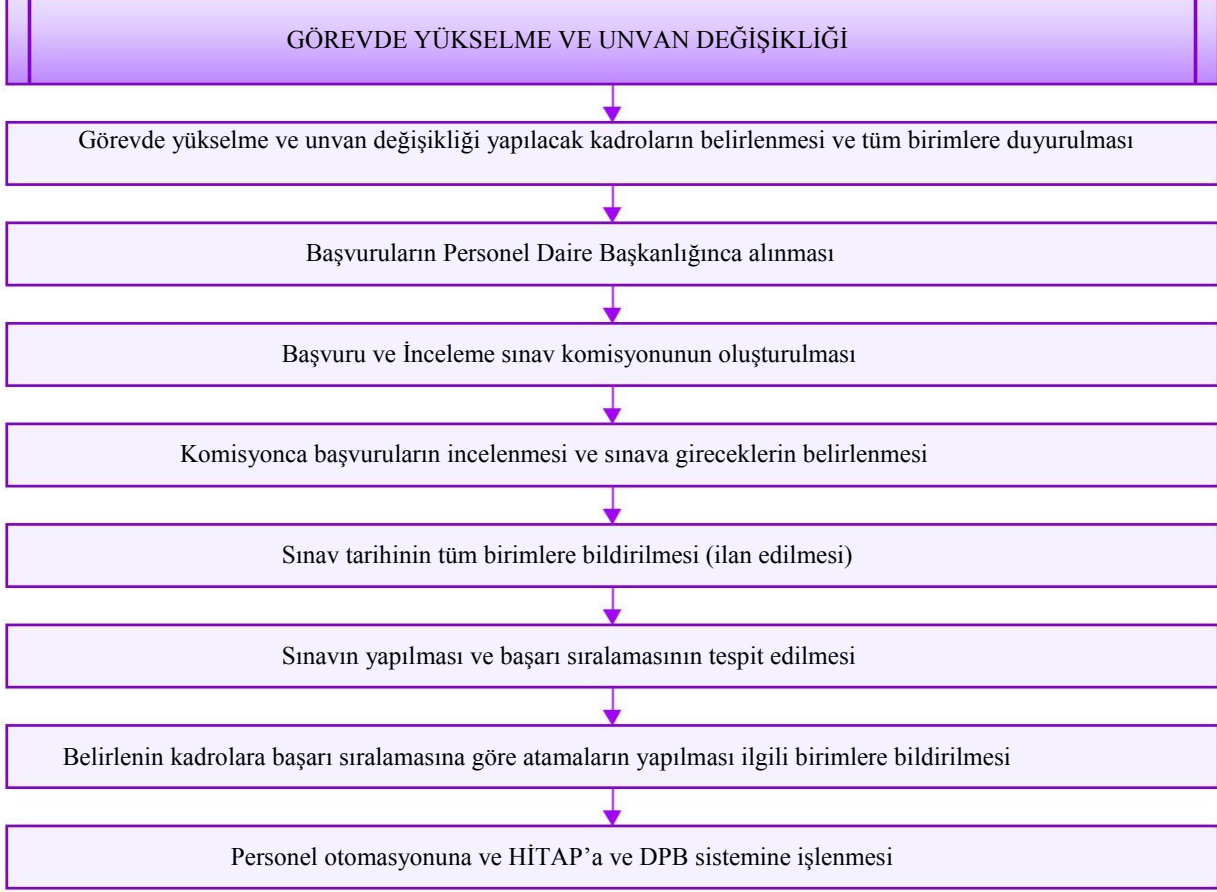 GÖREVDE YÜKSELME VE UNVAN DEĞİŞİKLİĞİ
Görevde yükselme ve unvan değişikliği yapılacak kadroların belirlenmesi ve tüm birimlere duyurulması
Başvuruların Personel Daire Başkanlığınca alınması
Başvuru ve İnceleme sınav komisyonunun oluşturulması
Komisyonca başvuruların incelenmesi ve sınava gireceklerin belirlenmesi
Sınav tarihinin tüm birimlere bildirilmesi (ilan edilmesi)
Sınavın yapılması ve başarı sıralamasının tespit edilmesi
Belirlenin kadrolara başarı sıralamasına göre atamaların yapılması ilgili birimlere bildirilmesi
Personel otomasyonuna ve HİTAP’a ve DPB sistemine işlenmesi